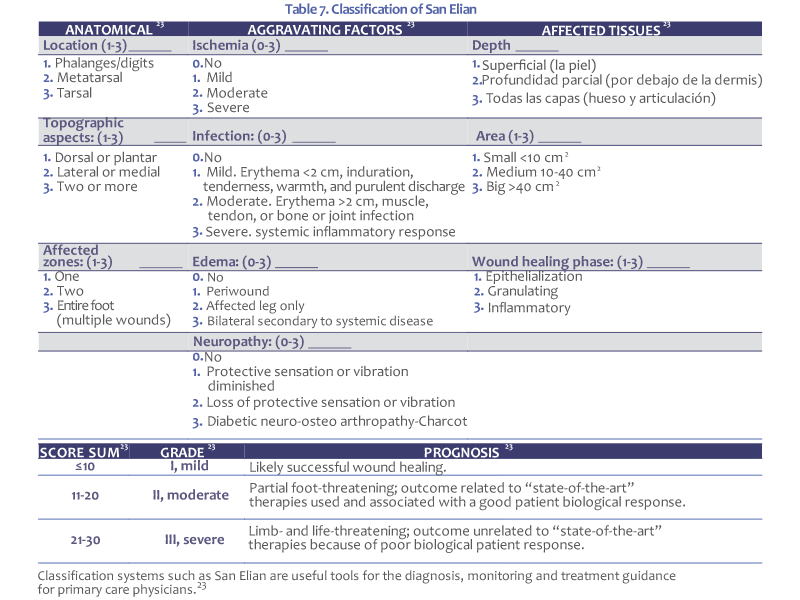 Table 7. Classification of San Elian
ANATOMICAL 23 AGGRAVATING FACTORS 23 AFFECTED TISSUES 23
Location (1-3)______ Ischemia (0-3) ______ Depth ______
1. Phalanges/digits
2. Metatarsal
3. Tarsal
0.No
1. Mild
2. Moderate
3. Severe
1. Superficial (la piel)
2.Profundidad parcial (por debajo de la dermis)
3. Todas las capas (hueso y articulación)
Topographic
aspects: (1-3) _____ Infection: (0-3) ______ Area (1-3) ______
1. Dorsal or plantar
2. Lateral or medial
3. Two or more
0.No
1. Mild. Erythema <2 cm, induration,
tenderness, warmth, and purulent discharge
2. Moderate. Erythema >2 cm, muscle,
tendon, or bone or joint infection
3. Severe. systemic inflammatory response
1. Small <10 cm²
2. Medium 10-40 cm²
3. Big >40 cm²
Affected
zones: (1-3) ______ Edema: (0-3) ______ Wound healing phase: (1-3) ______
1. One
2. Two
3. Entire foot
(multiple wounds)
0. No
1. Periwound
2. Affected leg only
3. Bilateral secondary to systemic disease
1. Epithelialization
2. Granulating
3. Inflammatory
Neuropathy: (0-3) ______
0.No
1. Protective sensation or vibration
diminished
2. Loss of protective sensation or vibration
3. Diabetic neuro-osteo arthropathy-Charcot
SCORE SUM23 GRADE 23 PROGNOSIS 23
≤10 I, mild Likely successful wound healing.
11-20 II, moderate Partial foot-threatening; outcome related to “state-of-the-art”
therapies used and associated with a good patient biological response.
21-30 III, severe Limb- and life-threatening; outcome unrelated to “state-of-the-art”
therapies because of poor biological patient response.
Classification systems such as San Elian are useful tools for the diagnosis, monitoring and treatment guidance
for primary care physicians.23